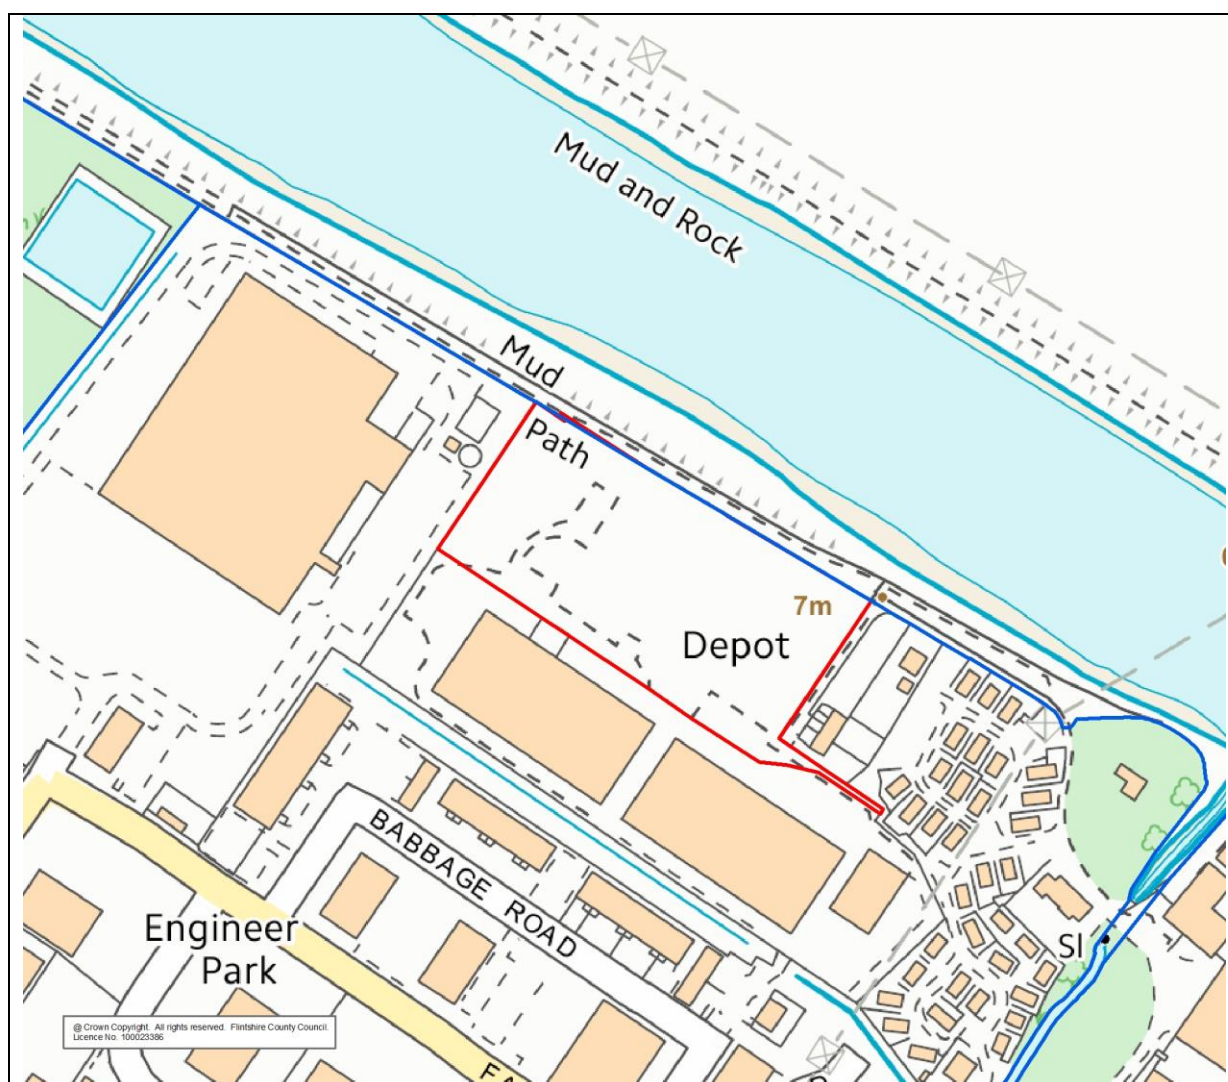 Mud and Rock
Mud
Path
7m
Depot
BABBAGE ROAD
Engineer
Park
SI
@ Crown Copyright. All rights reserved. Flintshire County Council.
Licence No. 100023386